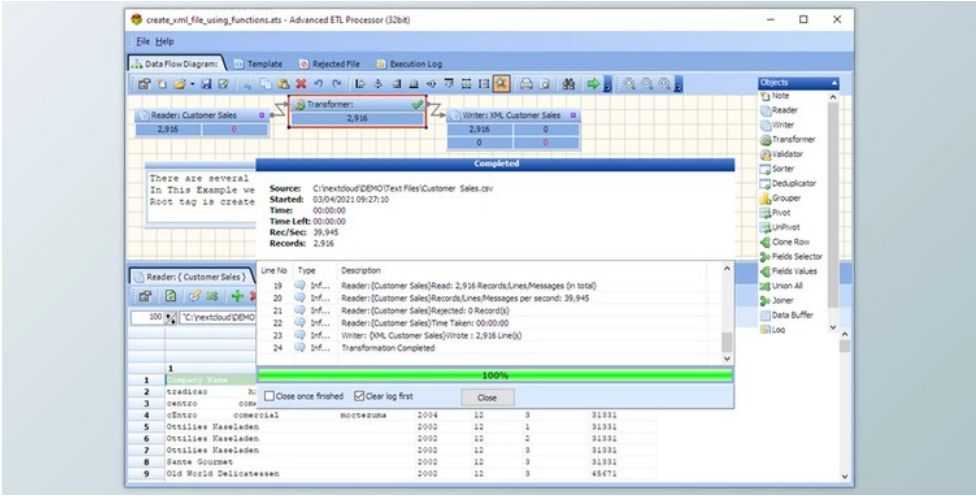 create_xml_file_using_functions.ats - Advanced ETL Processor (32bit)
File Help
Data Flow Diagram: Template Rejected File Execution Log
Objects
Note
Reader
Writer
Transformer
Validator
Sorter
Deduplicator
Grouper
Pivot
UnPivot
Clone Row
Fields Selector
Fields Values
Union All
Joiner
Data Buffer
Log
Reader: Customer Sales
2,916 0
Transformer:
2,916
Writer: XML Customer Sales
2,916 0
0 0
There are several
In This Example we
Root tag is create
Completed
Source: C:\nextcloud\DEMO\Text Files\Customer Sales.csv
Started: 03/04/2021 09:27:10
Time: 00:00:00
Time Left: 00:00:00
Rec/Sec: 39,945
Records: 2,916
Line No Type Description
19 Inf... Reader:{Customer Sales}Read: 2,916 Records/Lines/Messages (in total)
20 Inf... Reader:{Customer Sales}Records/Lines/Messages per second: 39,945
21 Inf... Reader:{Customer Sales}Rejected: 0 Record(s)
22 Inf... Reader:{Customer Sales}Time Taken: 00:00:00
23 Inf... Writer: {XML Customer Sales}Wrote : 2,916 Line(s)
24 Inf... Transformation Completed
100%
Close once finished Clear log first Close
Reader: { Customer Sales }
100 "C:\nextcloud\DEMO
1
1 Company Name
2 tradicao
3 centro
4 cEntro comercial moctezuma 2004 12 3 31331
5 Ottilies Kaseladen 2002 12 1 31331
6 Ottilies Kaseladen 2002 12 2 31331
7 Ottilies Kaseladen 2002 12 3 31331
8 Sante Gourmet 2002 12 3 31331
9 Old World Delicatessen 2002 12 3 45671